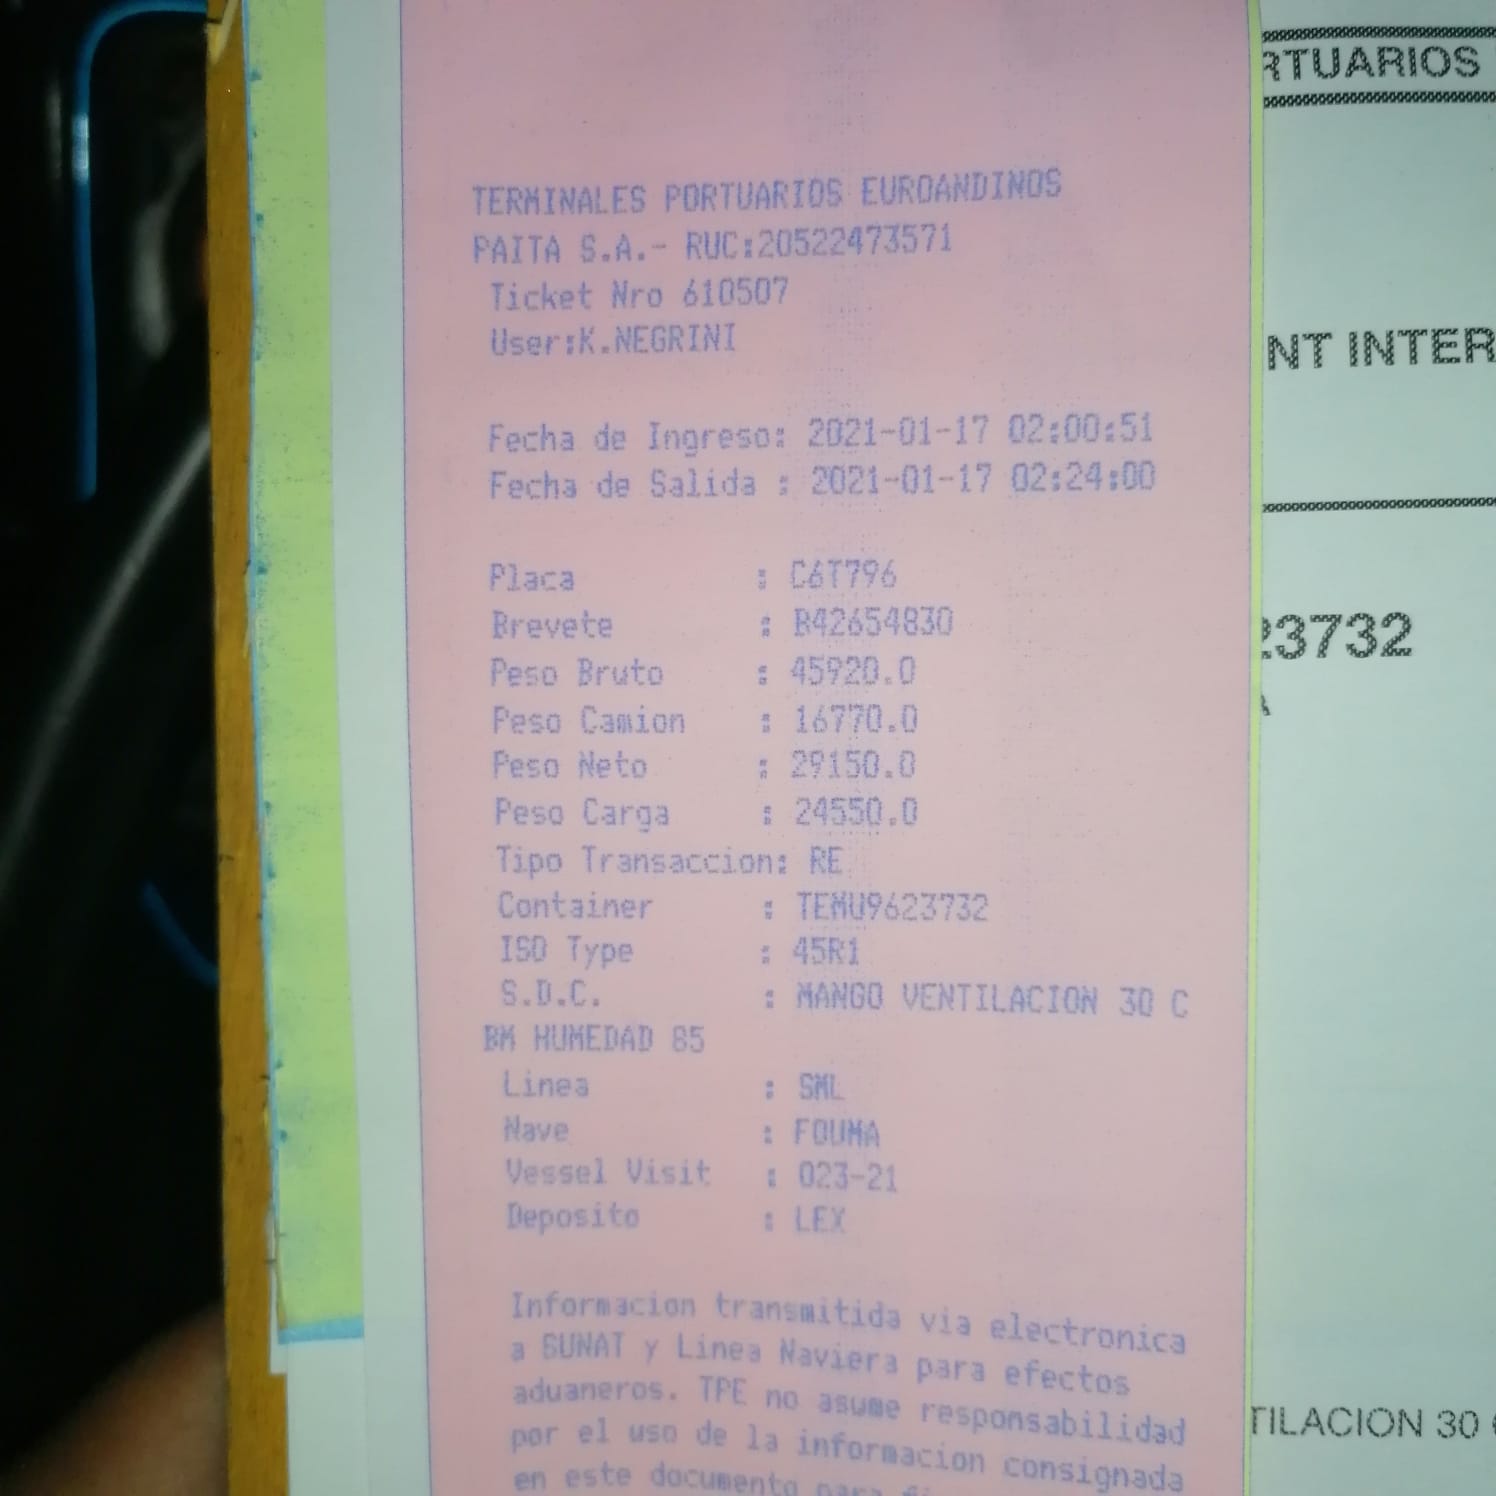 TERMINALES PORTUARIOS EUROANDINOS
PAITA S.A.- RUC:20522473571
Ticket Nro 610507
User:K.NEGRINI
Fecha de Ingreso: 2021-01-17 02:00:51
Fecha de Salida : 2021-01-17 02:24:00
Placa : C6T796
Brevete : B42654830
Peso Bruto : 45920.0
Peso Camion : 16770.0
Peso Neto : 29150.0
Peso Carga : 24550.0
Tipo Transaccion: RE
Container : TEMU9623732
ISO Type : 45R1
S.D.C. : MANGO VENTILACION 30 C
BM HUMEDAD 85
Linea : SML
Nave : FOUMA
Vessel Visit : 023-21
Deposito : LEX
Informacion transmitida via electronica
a SUNAT y Linea Naviera para efectos
aduaneros. TPE no asume responsabilidad
por el uso de la informacion consignada
en este documento para
RTUARIOS
NT INTER
23732
TILACION 30